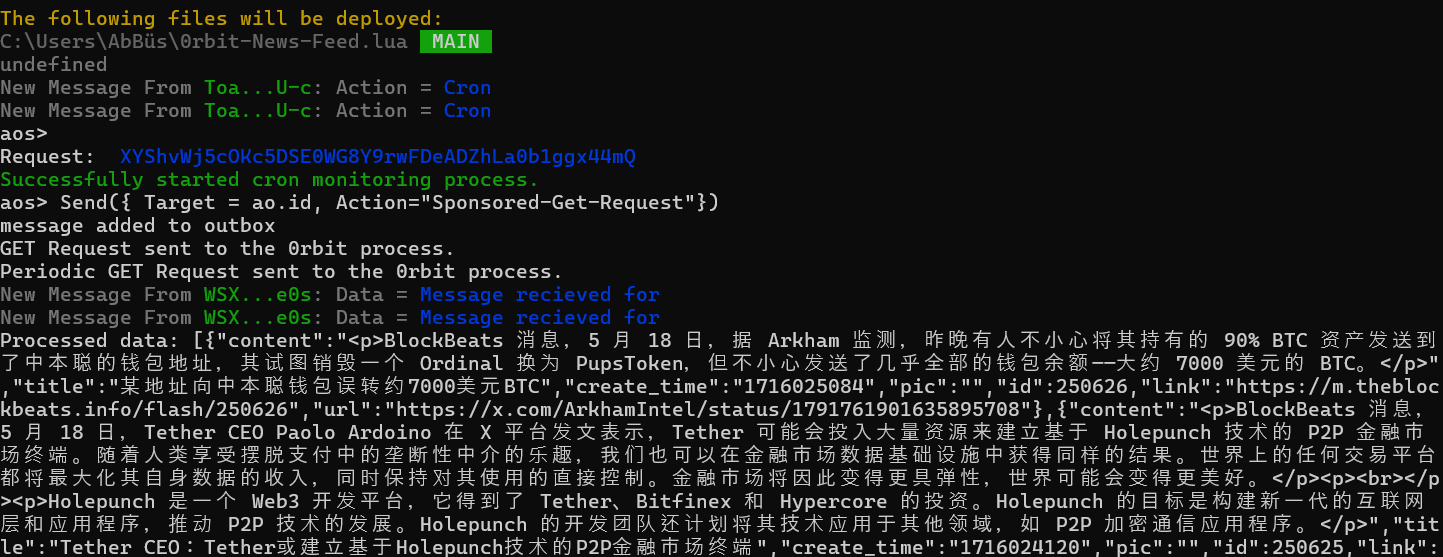 The following files will be deployed:
C:\Users\AbBüs\0rbit-News-Feed.lua MAIN
undefined
New Message From Toa...U-c: Action = Cron
New Message From Toa...U-c: Action = Cron
aos>
Request:  XYShvWj5cOKc5DSE0WG8Y9rwFDeADZhLa0b1ggx44mQ
Successfully started cron monitoring process.
aos> Send({ Target = ao.id, Action="Sponsored-Get-Request"})
message added to outbox
GET Request sent to the 0rbit process.
Periodic GET Request sent to the 0rbit process.
New Message From WSX...e0s: Data = Message recieved for
New Message From WSX...e0s: Data = Message recieved for
Processed data: [{"content":"<p>BlockBeats 消息，5 月 18 日，据 Arkham 监测，昨晚有人不小心将其持有的 90% BTC 资产发送到
了中本聪的钱包地址，其试图销毁一个 Ordinal 换为 PupsToken，但不小心发送了几乎全部的钱包余额——大约 7000 美元的 BTC。</p>"
,"title":"某地址向中本聪钱包误转约7000美元BTC","create_time":"1716025084","pic":"","id":250626,"link":"https://m.thebloc
kbeats.info/flash/250626","url":"https://x.com/ArkhamIntel/status/1791761901635895708"},{"content":"<p>BlockBeats 消息，
5 月 18 日，Tether CEO Paolo Ardoino 在 X 平台发文表示，Tether 可能会投入大量资源来建立基于 Holepunch 技术的 P2P 金融市
场终端。随着人类享受摆脱支付中的垄断性中介的乐趣，我们也可以在金融市场数据基础设施中获得同样的结果。世界上的任何交易平台
都将最大化其自身数据的收入，同时保持对其使用的直接控制。金融市场将因此变得更具弹性，世界可能会变得更美好。</p><p><br></p
><p>Holepunch 是一个 Web3 开发平台，它得到了 Tether、Bitfinex 和 Hypercore 的投资。Holepunch 的目标是构建新一代的互联网
层和应用程序，推动 P2P 技术的发展。Holepunch 的开发团队还计划将其技术应用于其他领域，如 P2P 加密通信应用程序。</p>","tit
le":"Tether CEO：Tether或建立基于Holepunch技术的P2P金融市场终端","create_time":"1716024120","pic":"","id":250625,"link":